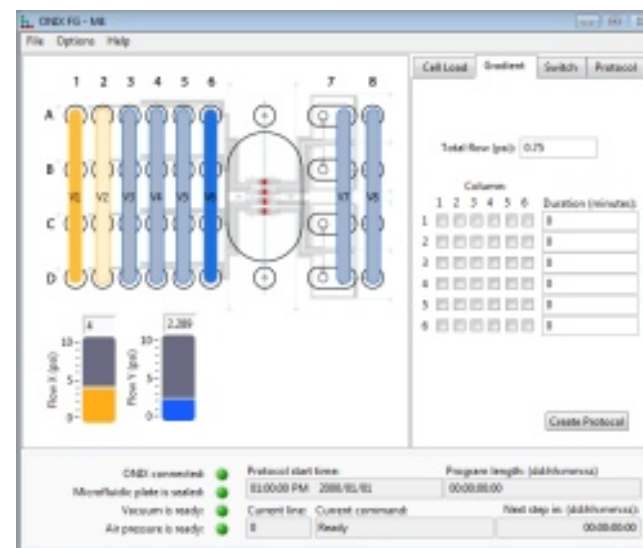 ONIX FG - M8
File Options Help
Cell Load Gradient Switch Protocol
1 2 3 4 5 6 7 8
A
B
C
D
V1 V2 V3 V4 V5 V6 V7 V8
Total flow (psi): 0.75
Column:
1 2 3 4 5 6 Duration (minutes):
1 0
2 0
3 0
4 0
5 0
6 0
4 2.289
10- 10-
5- 5-
0- 0-
Flow X (psi) Flow Y (psi)
Create Protocol
ONIX connected: Protocol start time: Program length: (dd:hh:mm:ss)
Microfluidic plate is sealed: 01:00:00 PM 2000/01/01 00:00:00:00
Vacuum is ready: Current line: Current command: Next step in: (dd:hh:mm:ss):
Air pressure is ready: 0 Ready 00:00:00:00